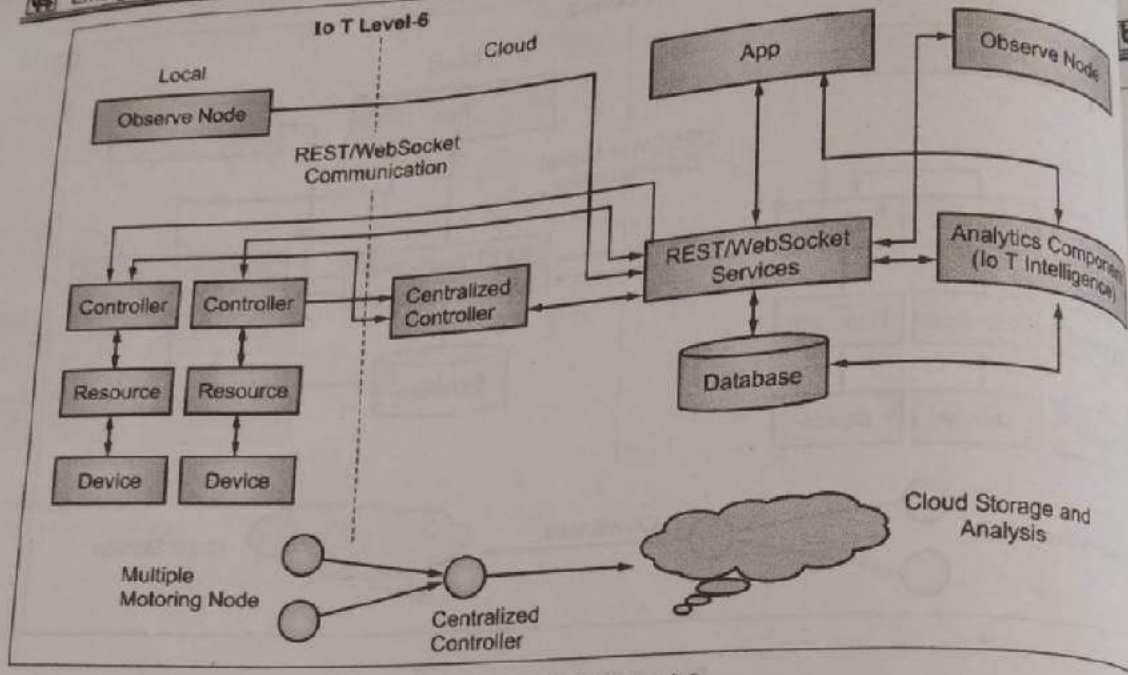 Io T Level-6
Local
Cloud
App
Observe Node
Observe Node
REST/WebSocket
Communication
REST/WebSocket
Services
Analytics Component
(Io T Intelligence)
Controller
Controller
Centralized
Controller
Resource
Resource
Database
Device
Device
Cloud Storage and
Analysis
Multiple
Motoring Node
Centralized
Controller